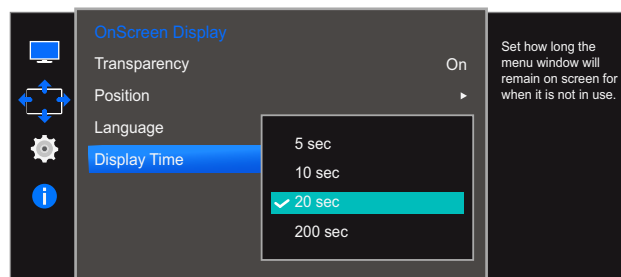 OnScreen Display
Transparency On
Position ▸
Language
Display Time
5 sec
10 sec
✓ 20 sec
200 sec
Set how long the
menu window will
remain on screen for
when it is not in use.
i